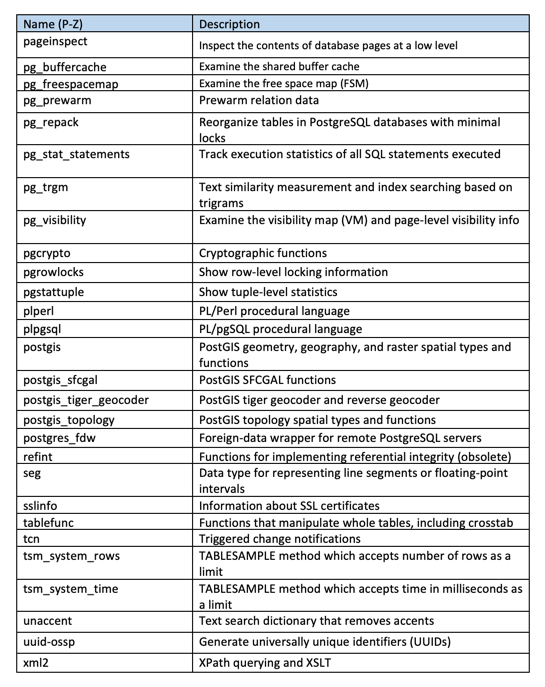 Name (P-Z) Description
pageinspect Inspect the contents of database pages at a low level
pg_buffercache Examine the shared buffer cache
pg_freespacemap Examine the free space map (FSM)
pg_prewarm Prewarm relation data
pg_repack Reorganize tables in PostgreSQL databases with minimal
locks
pg_stat_statements Track execution statistics of all SQL statements executed
pg_trgm Text similarity measurement and index searching based on
trigrams
pg_visibility Examine the visibility map (VM) and page-level visibility info
pgcrypto Cryptographic functions
pgrowlocks Show row-level locking information
pgstattuple Show tuple-level statistics
plperl PL/Perl procedural language
plpgsql PL/pgSQL procedural language
postgis PostGIS geometry, geography, and raster spatial types and
functions
postgis_sfcgal PostGIS SFCGAL functions
postgis_tiger_geocoder PostGIS tiger geocoder and reverse geocoder
postgis_topology PostGIS topology spatial types and functions
postgres_fdw Foreign-data wrapper for remote PostgreSQL servers
refint Functions for implementing referential integrity (obsolete)
seg Data type for representing line segments or floating-point
intervals
sslinfo Information about SSL certificates
tablefunc Functions that manipulate whole tables, including crosstab
tcn Triggered change notifications
tsm_system_rows TABLESAMPLE method which accepts number of rows as a
limit
tsm_system_time TABLESAMPLE method which accepts time in milliseconds as
a limit
unaccent Text search dictionary that removes accents
uuid-ossp Generate universally unique identifiers (UUIDs)
xml2 XPath querying and XSLT